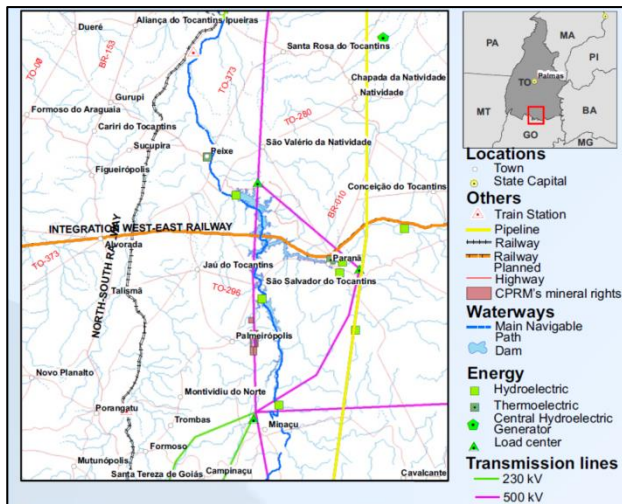 Dueré
Aliança do Tocantins
Ipueiras
BR-153
TO-373
Santa Rosa do Tocantins
Chapada da Natividade
Natividade
Gurupi
TO-280
Formoso do Araguaia
Cariri do Tocantins
Sucupira
Peixe
São Valério da Natividade
Figueirópolis
Conceição do Tocantins
BR-010
INTEGRATION WEST-EAST RAILWAY
Alvorada
Paranã
TO-373
Jaú do Tocantins
São Salvador do Tocantins
NORTH-SOUTH RAILWAY
TO-296
Talismã
Palmeirópolis
Novo Planalto
Montividiu do Norte
Porangatu
Trombas
Minaçu
Formoso
Mutunópolis
Santa Tereza de Goiás
Campinaçu
Cavalcante
PA
MA
PI
TO
Palmas
MT
BA
GO
MG
Locations
Town
State Capital
Others
Train Station
Pipeline
Railway
Railway
Planned
Highway
CPRM's mineral rights
Waterways
Main Navigable
Path
Dam
Energy
Hydroelectric
Thermoelectric
Central Hydroelectric
Generator
Load center
Transmission lines
230 kV
500 kV